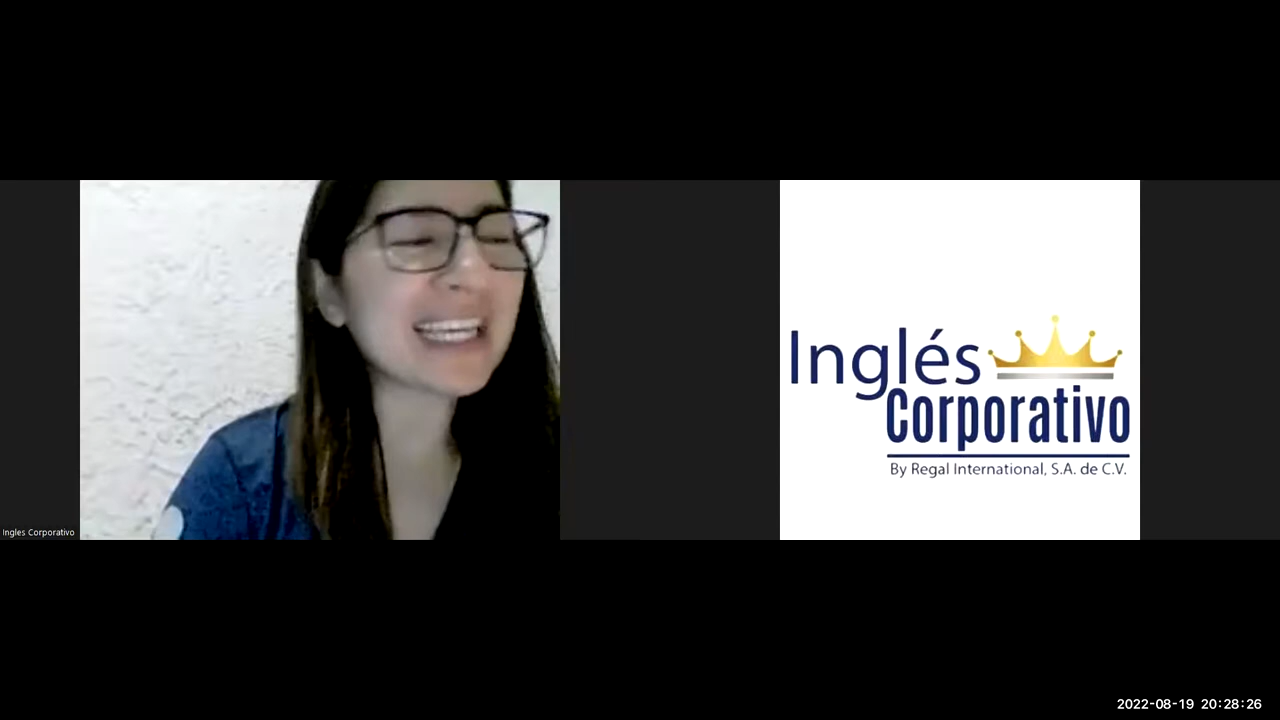 Inglés
Corporativo
By Regal International, S.A. de C.V.
Ingles Corporativo
2022-08-19 20:28:26